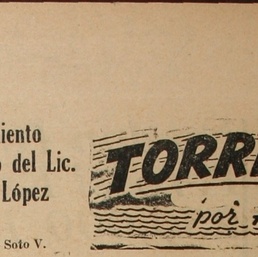 iento
del Lic.
López
Soto V.
TORR
por